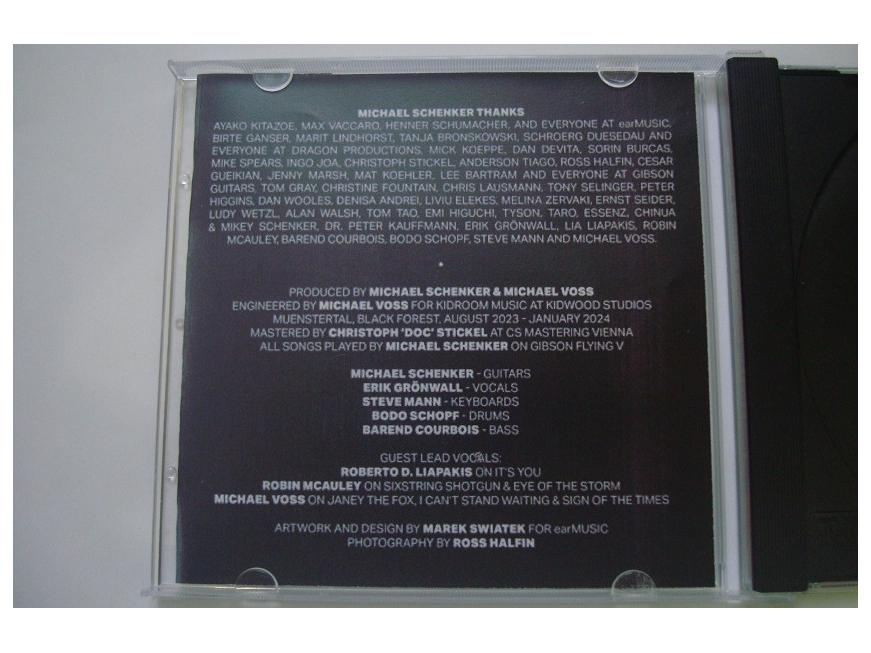 MICHAEL SCHENKER THANKS
AYAKO KITAZOE, MAX VACCARO, HENNER SCHUMACHER, AND EVERYONE AT earMUSIC.
BIRTE GANSER, MARIT LINDHORST, TANJA BRONSKOWSKI, SCHROERG DUESEDAU AND
EVERYONE AT DRAGON PRODUCTIONS, MICK KOEPPE, DAN DEVITA, SORIN BURCAS,
MIKE SPEARS, INGO JOA, CHRISTOPH STICKEL, ANDERSON TIAGO, ROSS HALFIN, CESAR
GUEIKIAN, JENNY MARSH, MAT KOEHLER, LEE BARTRAM AND EVERYONE AT GIBSON
GUITARS, TOM GRAY, CHRISTINE FOUNTAIN, CHRIS LAUSMANN, TONY SELINGER, PETER
HIGGINS, DAN WOOLES, DENISA ANDREI, LIVIU ELEKES, MELINA ZERVAKI, ERNST SEIDER,
LUDY WETZL, ALAN WALSH, TOM TAO, EMI HIGUCHI, TYSON, TARO, ESSENZ, CHINUA
& MIKEY SCHENKER, DR. PETER KAUFFMANN, ERIK GRÖNWALL, LIA LIAPAKIS, ROBIN
MCAULEY, BAREND COURBOIS, BODO SCHOPF, STEVE MANN AND MICHAEL VOSS.
PRODUCED BY MICHAEL SCHENKER & MICHAEL VOSS
ENGINEERED BY MICHAEL VOSS FOR KIDROOM MUSIC AT KIDWOOD STUDIOS
MUENSTERTAL, BLACK FOREST, AUGUST 2023 - JANUARY 2024
MASTERED BY CHRISTOPH 'DOC' STICKEL AT CS MASTERING VIENNA
ALL SONGS PLAYED BY MICHAEL SCHENKER ON GIBSON FLYING V
MICHAEL SCHENKER - GUITARS
ERIK GRÖNWALL - VOCALS
STEVE MANN - KEYBOARDS
BODO SCHOPF - DRUMS
BAREND COURBOIS - BASS
GUEST LEAD VOCALS:
ROBERTO D. LIAPAKIS ON IT'S YOU
ROBIN MCAULEY ON SIXSTRING SHOTGUN & EYE OF THE STORM
MICHAEL VOSS ON JANEY THE FOX, I CAN'T STAND WAITING & SIGN OF THE TIMES
ARTWORK AND DESIGN BY MAREK SWIATEK FOR earMUSIC
PHOTOGRAPHY BY ROSS HALFIN